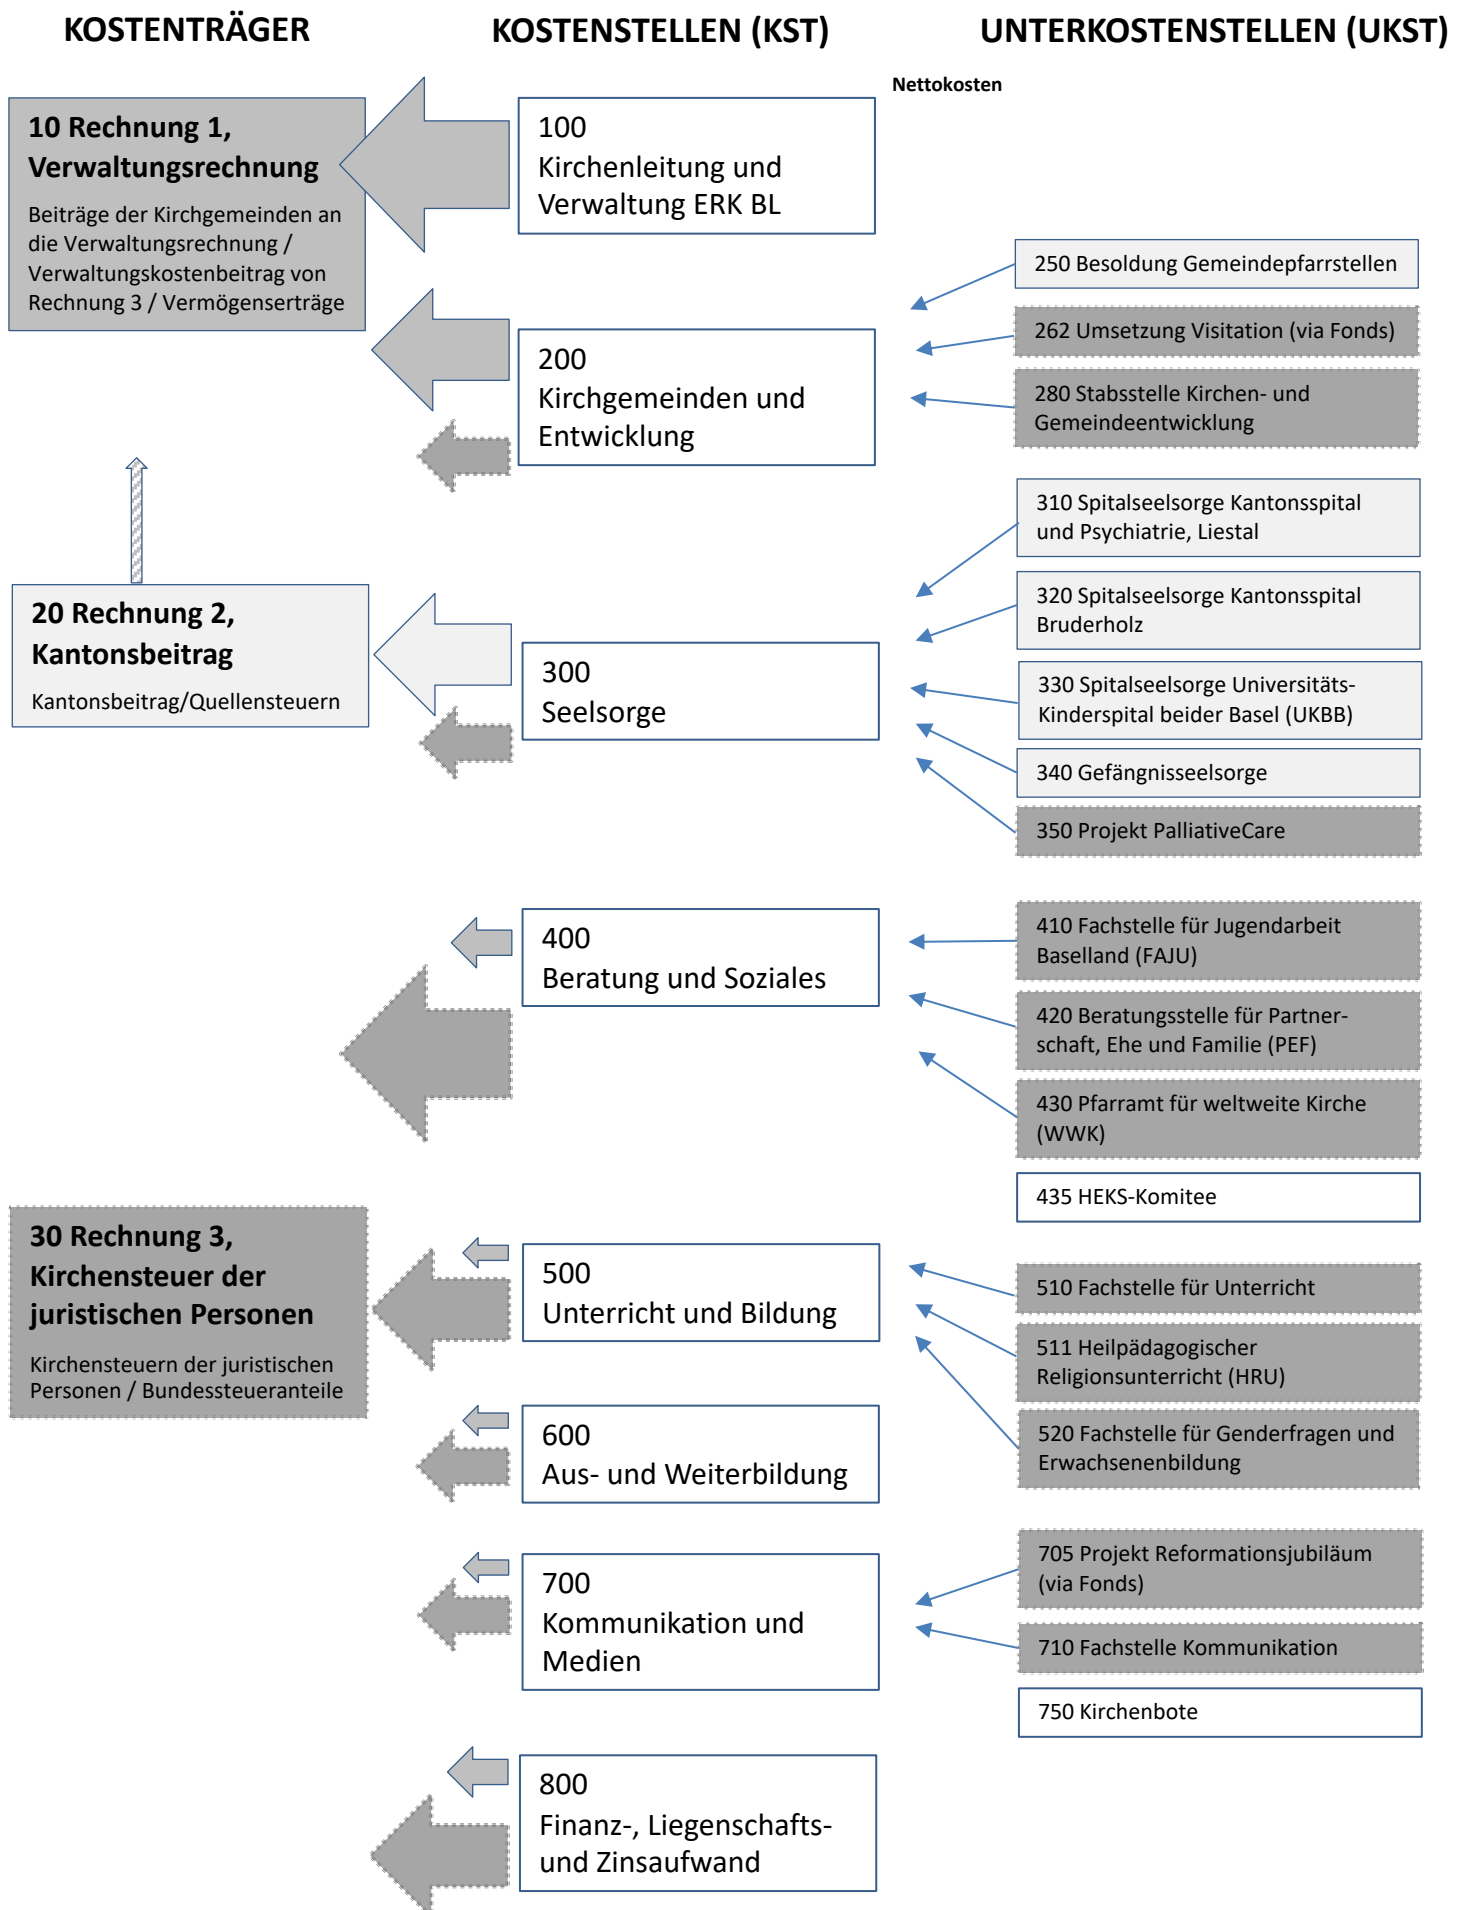 KOSTENTRÄGER
KOSTENSTELLEN (KST)
UNTERKOSTENSTELLEN (UKST)
Nettokosten
10 Rechnung 1,
Verwaltungsrechnung
Beiträge der Kirchgemeinden an
die Verwaltungsrechnung /
Verwaltungskostenbeitrag von
Rechnung 3 / Vermögenserträge
100
Kirchenleitung und
Verwaltung ERK BL
200
Kirchgemeinden und
Entwicklung
250 Besoldung Gemeindepfarrstellen
262 Umsetzung Visitation (via Fonds)
280 Stabsstelle Kirchen- und
Gemeindeentwicklung
20 Rechnung 2,
Kantonsbeitrag
Kantonsbeitrag/Quellensteuern
300
Seelsorge
310 Spitalseelsorge Kantonsspital
und Psychiatrie, Liestal
320 Spitalseelsorge Kantonsspital
Bruderholz
330 Spitalseelsorge Universitäts-
Kinderspital beider Basel (UKBB)
340 Gefängnisseelsorge
350 Projekt PalliativeCare
400
Beratung und Soziales
410 Fachstelle für Jugendarbeit
Baselland (FAJU)
420 Beratungsstelle für Partner-
schaft, Ehe und Familie (PEF)
430 Pfarramt für weltweite Kirche
(WWK)
435 HEKS-Komitee
30 Rechnung 3,
Kirchensteuer der
juristischen Personen
Kirchensteuern der juristischen
Personen / Bundessteueranteile
500
Unterricht und Bildung
510 Fachstelle für Unterricht
511 Heilpädagogischer
Religionsunterricht (HRU)
520 Fachstelle für Genderfragen und
Erwachsenenbildung
600
Aus- und Weiterbildung
700
Kommunikation und
Medien
705 Projekt Reformationsjubiläum
(via Fonds)
710 Fachstelle Kommunikation
750 Kirchenbote
800
Finanz-, Liegenschafts-
und Zinsaufwand